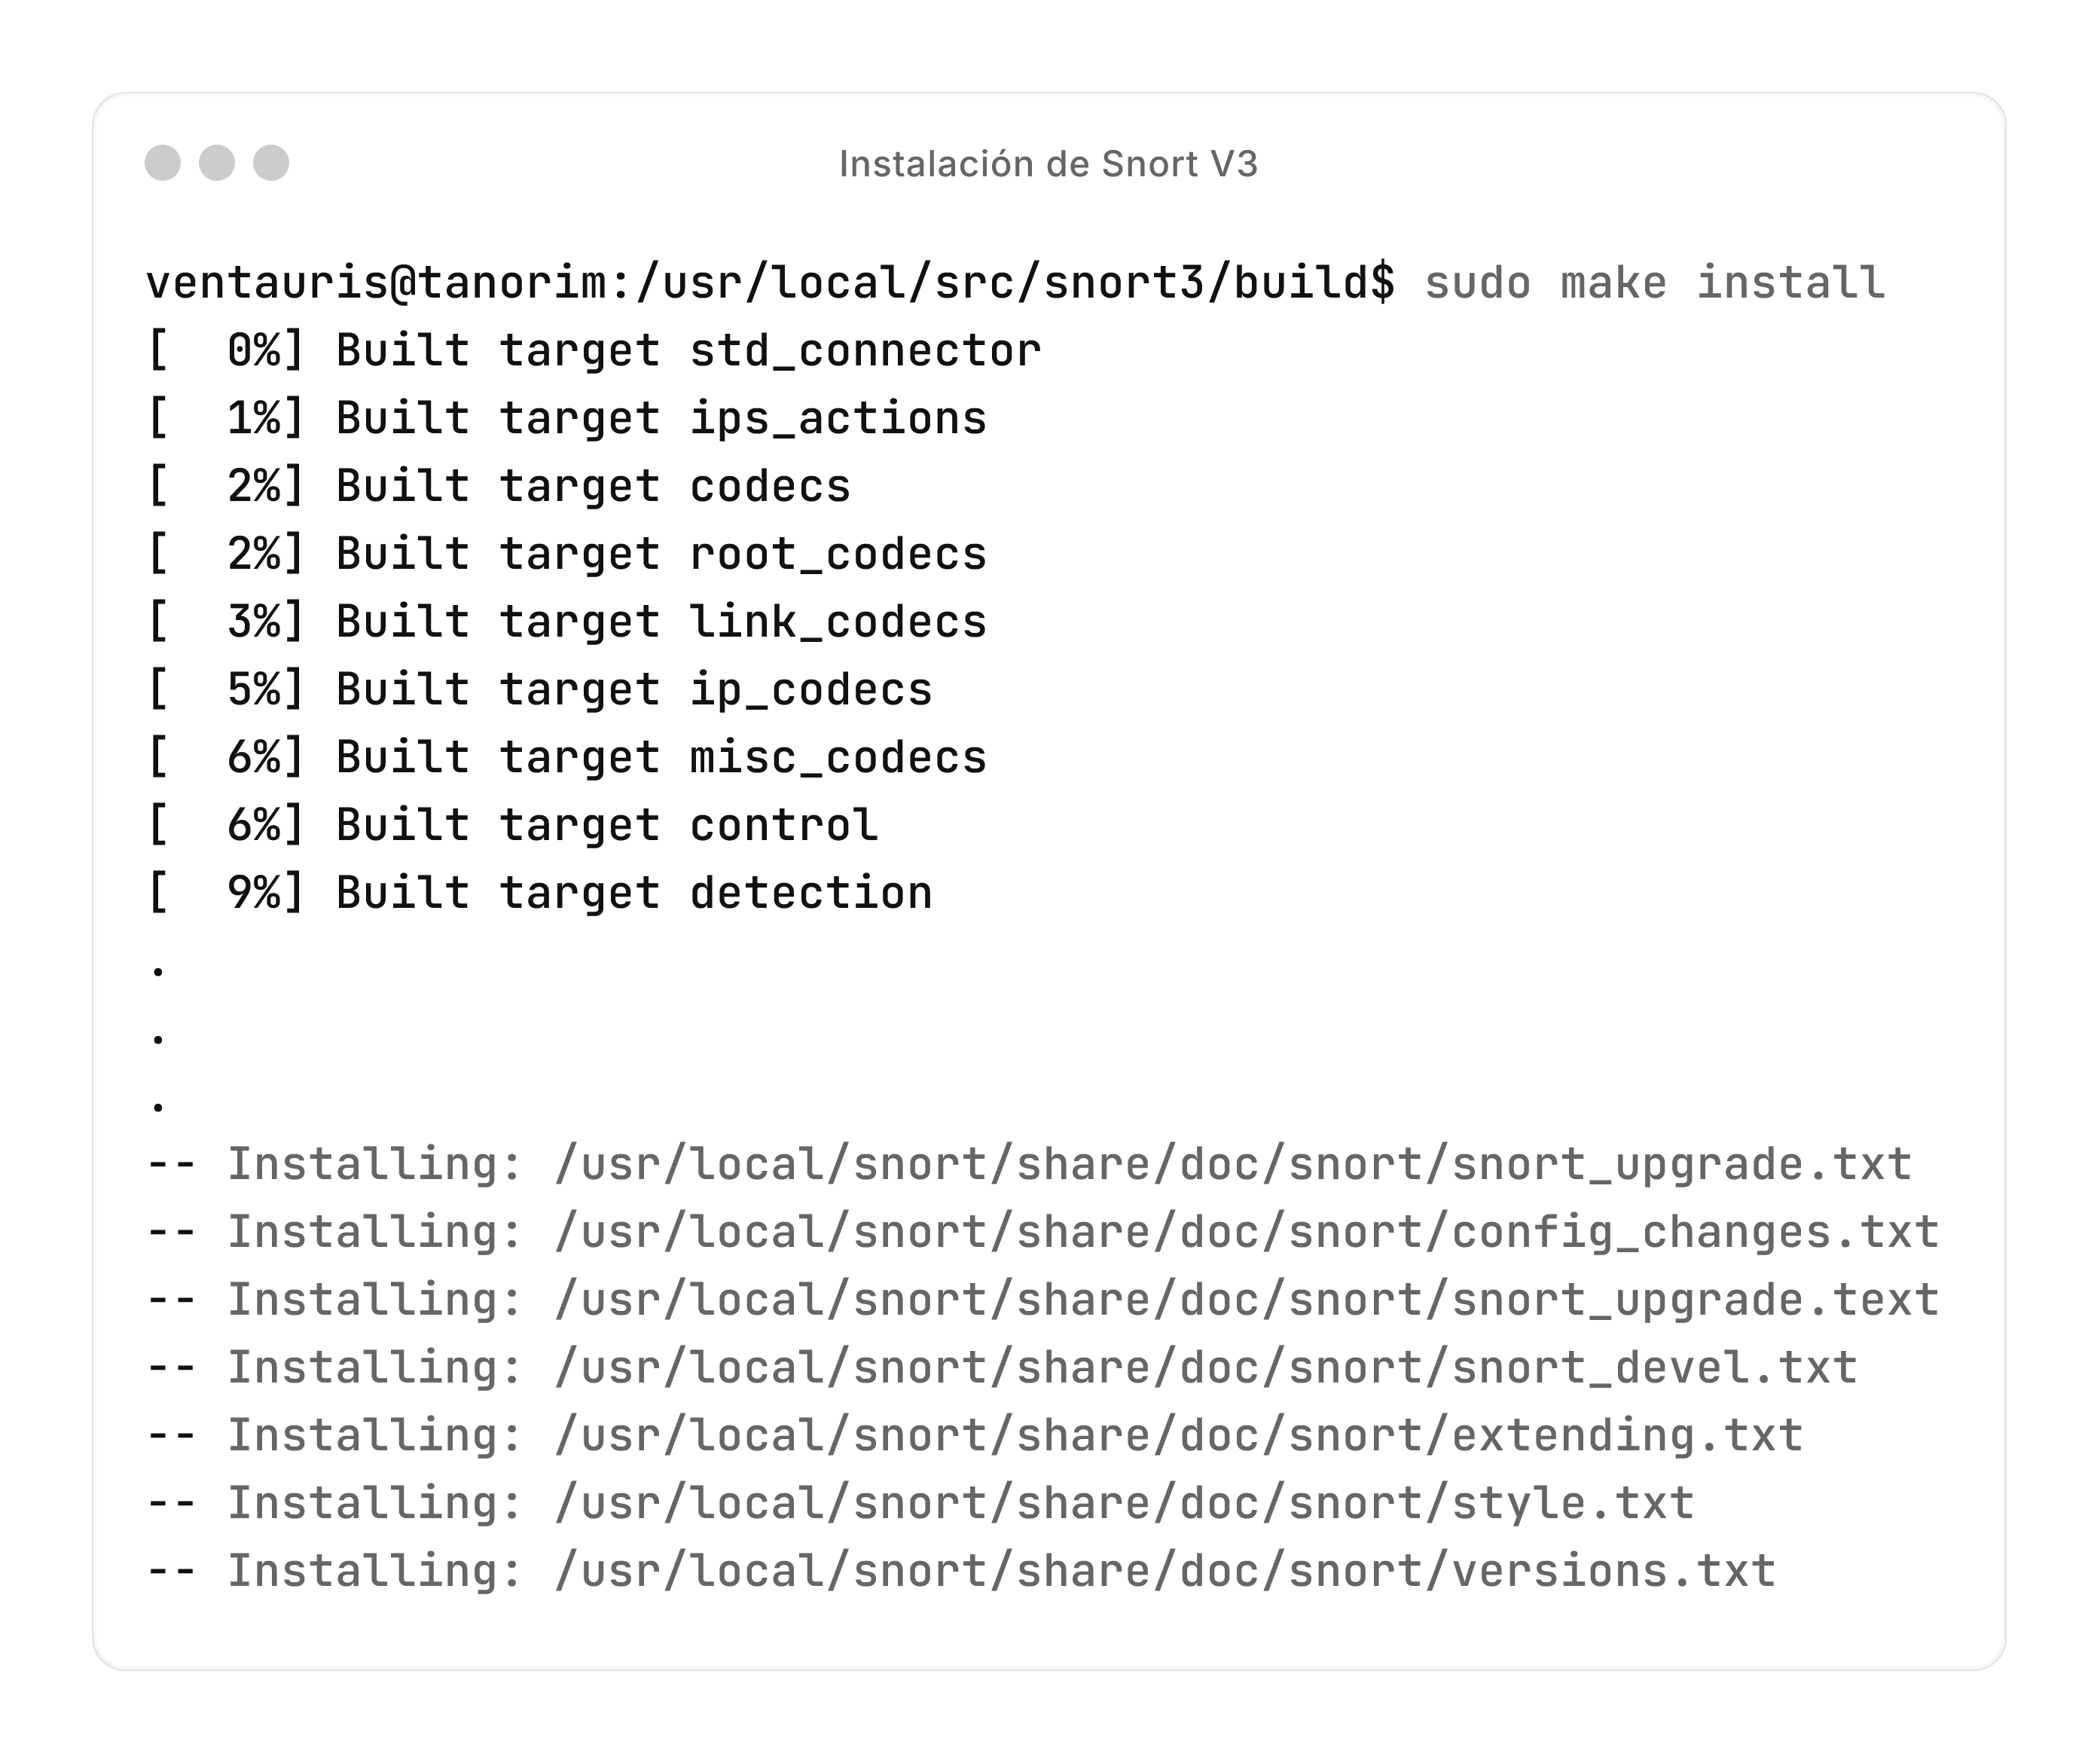 Instalación de Snort V3
ventauris@tanorim:/usr/local/src/snort3/build$ sudo make install
[  0%] Built target std_connector
[  1%] Built target ips_actions
[  2%] Built target codecs
[  2%] Built target root_codecs
[  3%] Built target link_codecs
[  5%] Built target ip_codecs
[  6%] Built target misc_codecs
[  6%] Built target control
[  9%] Built target detection
.
.
.
-- Installing: /usr/local/snort/share/doc/snort/snort_upgrade.txt
-- Installing: /usr/local/snort/share/doc/snort/config_changes.txt
-- Installing: /usr/local/snort/share/doc/snort/snort_upgrade.text
-- Installing: /usr/local/snort/share/doc/snort/snort_devel.txt
-- Installing: /usr/local/snort/share/doc/snort/extending.txt
-- Installing: /usr/local/snort/share/doc/snort/style.txt
-- Installing: /usr/local/snort/share/doc/snort/versions.txt